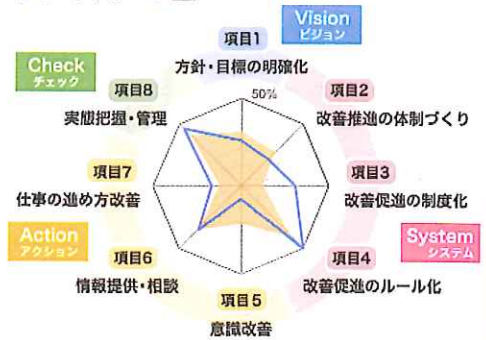 Vision
ビジョン
項目1
方針・目標の明確化
Check
チェック
項目8
実態把握・管理
50%
項目2
改善推進の体制づくり
項目7
仕事の進め方改善
項目3
改善促進の制度化
Action
アクション
System
システム
項目6
情報提供・相談
項目4
改善促進のルール化
項目5
意識改善